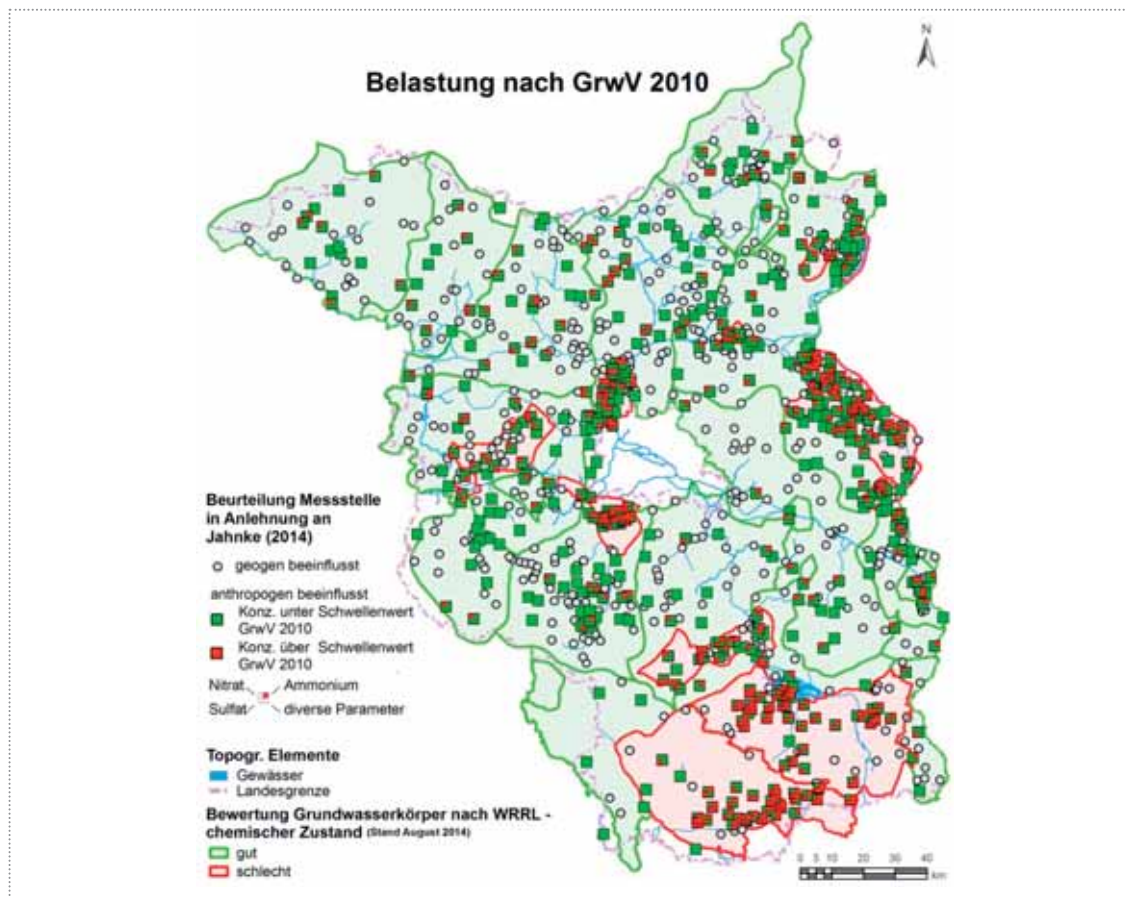 N
Belastung nach GrwV 2010
Beurteilung Messstelle
in Anlehnung an
Jahnke (2014)
geogen beeinflusst
anthropogen beeinflusst
Konz. unter Schwellenwert
GrwV 2010
Konz. über Schwellenwert
GrwV 2010
Nitrat Ammonium
Sulfat diverse Parameter
Topogr. Elemente
Gewässer
Landesgrenze
Bewertung Grundwasserkörper nach WRRL -
chemischer Zustand (Stand August 2014)
gut
schlecht
0 5 10 20 30 40
km